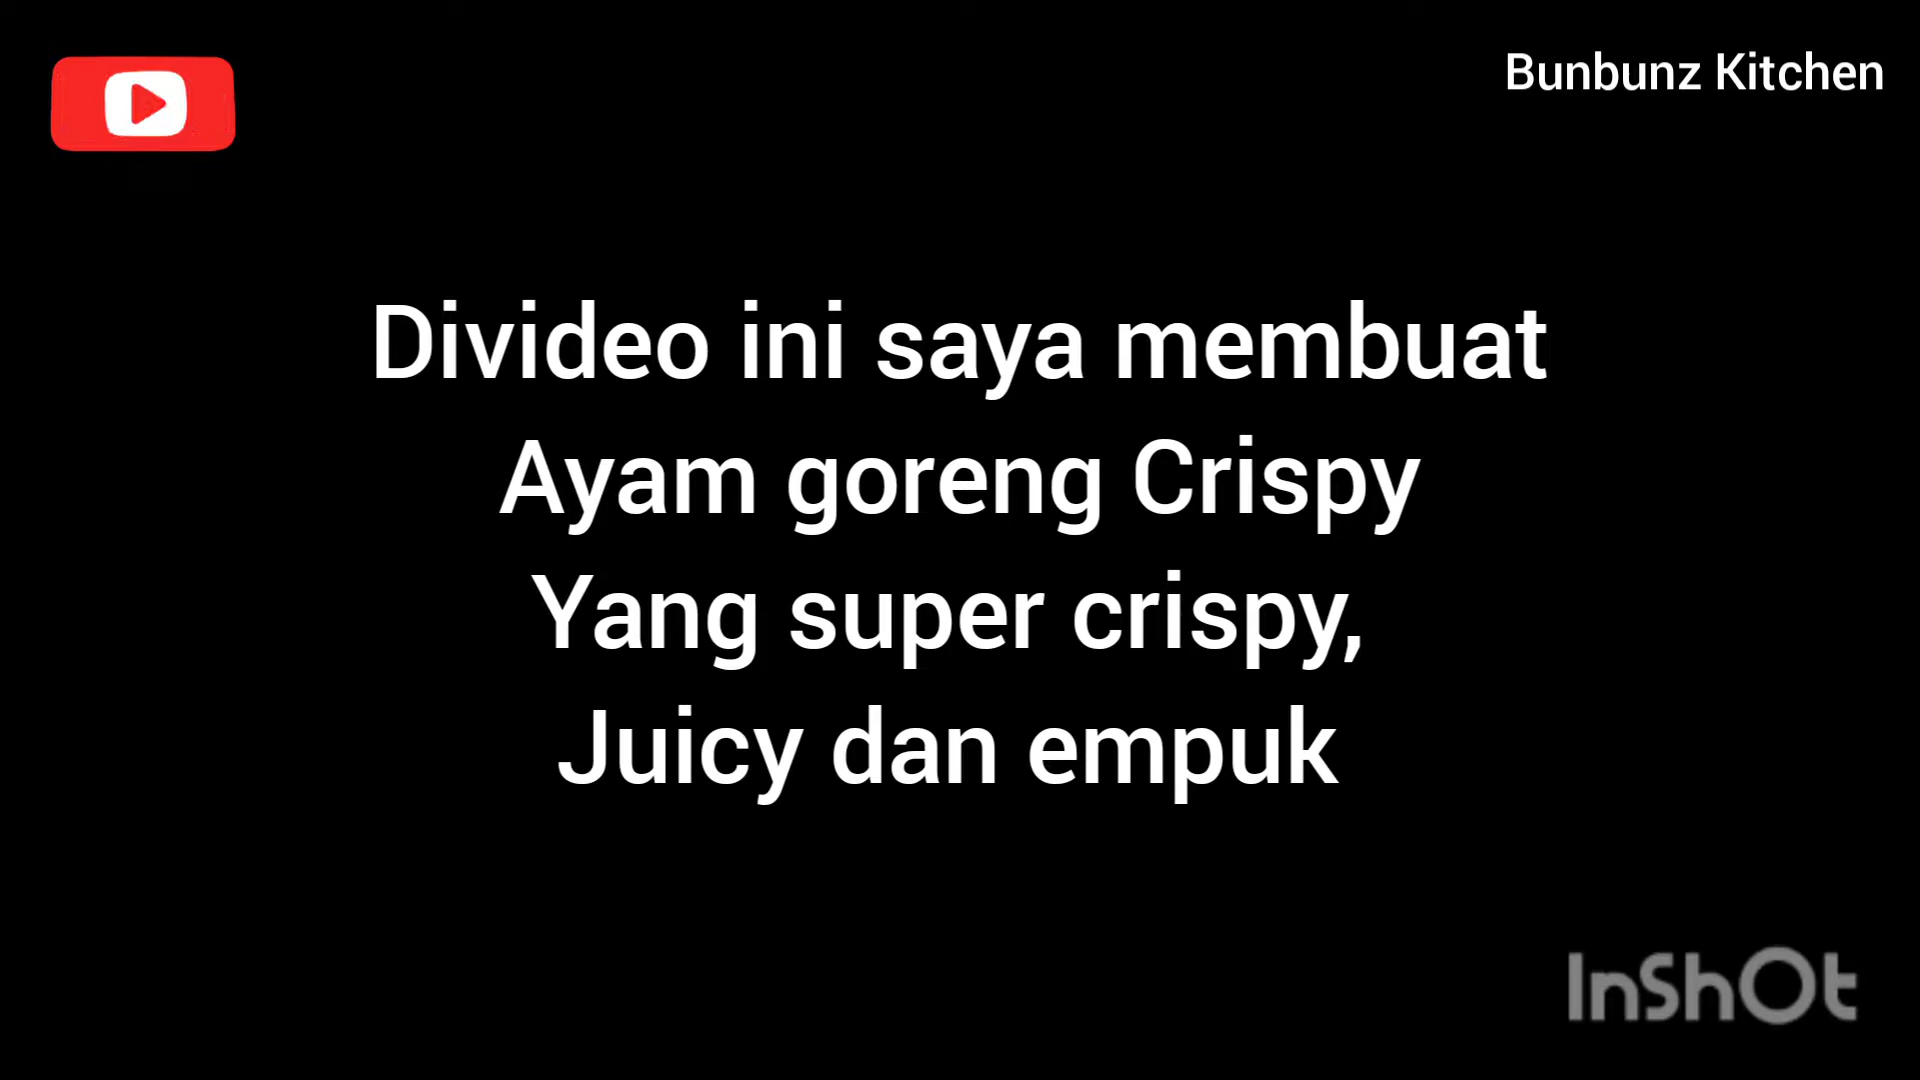 Bunbunz Kitchen
Divideo ini saya membuat
Ayam goreng Crispy
Yang super crispy,
Juicy dan empuk
InShOt